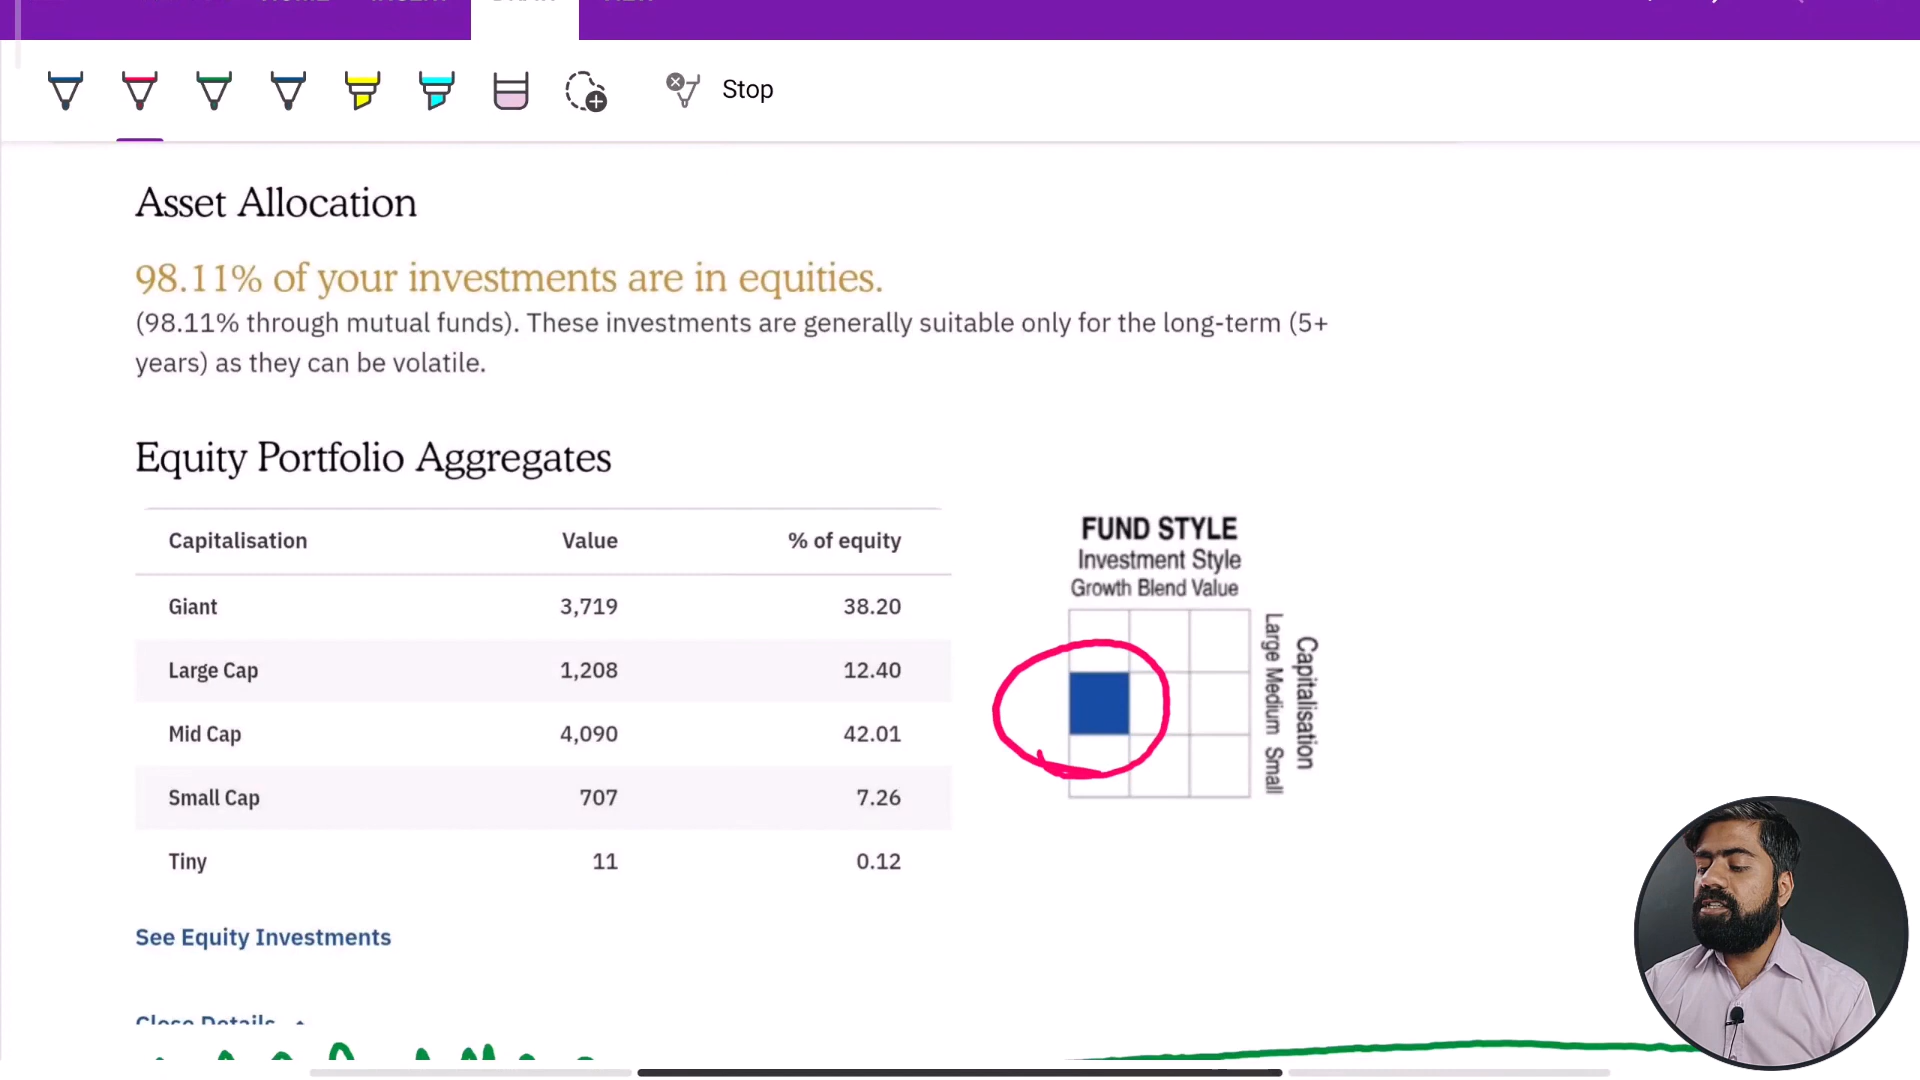 Stop
Asset Allocation
98.11% of your investments are in equities.
(98.11% through mutual funds). These investments are generally suitable only for the long-term (5+
years) as they can be volatile.
Equity Portfolio Aggregates
Capitalisation Value % of equity
Giant 3,719 38.20
Large Cap 1,208 12.40
Mid Cap 4,090 42.01
Small Cap 707 7.26
Tiny 11 0.12
FUND STYLE
Investment Style
Growth Blend Value
Large Medium Small
Capitalisation
See Equity Investments
Close Details